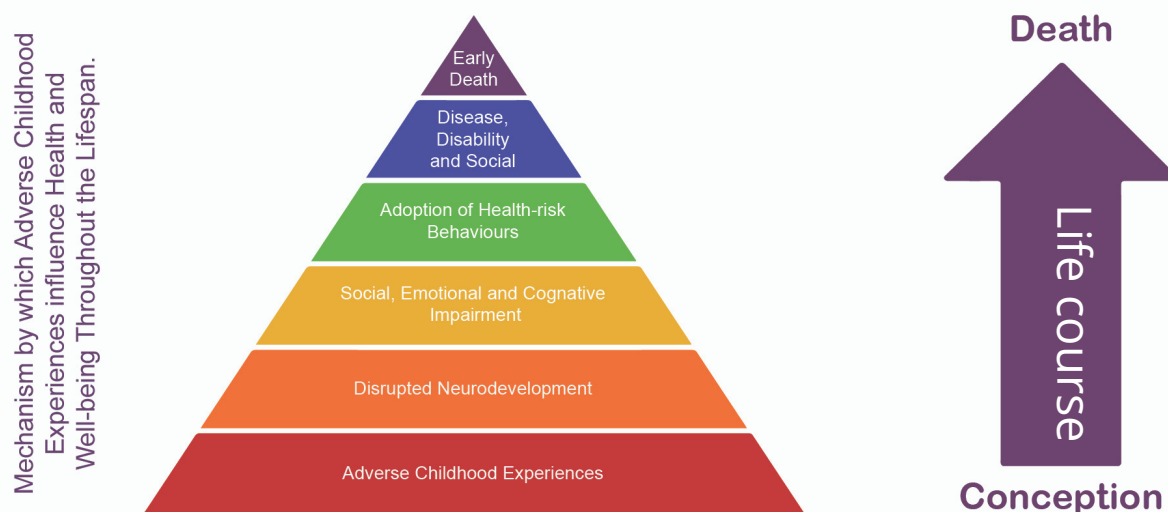 Mechanism by which Adverse Childhood
Experiences influence Health and
Well-being Throughout the Lifespan.
Early
Death
Disease,
Disability
and Social
Adoption of Health-risk
Behaviours
Social, Emotional and Cognative
Impairment
Disrupted Neurodevelopment
Adverse Childhood Experiences
Death
Life course
Conception